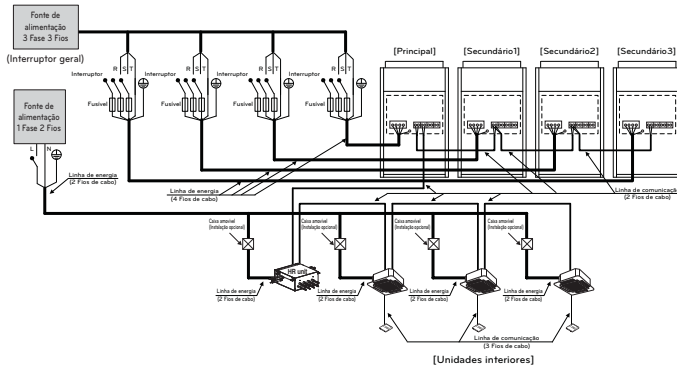 Fonte de
alimentação
3 Fase 3 Fios
(Interruptor geral)
[Principal]
[Secundário1]
[Secundário2]
[Secundário3]
R S T
R S T
R S T
R S T
Interruptor
Interruptor
Interruptor
Interruptor
Fusível
Fusível
Fusível
Fusível
Fonte de
alimentação
1 Fase 2 Fios
L N
Linha de energia
(2 Fios de cabo)
Linha de energia
(4 Fios de cabo)
Linha de comunicação
(2 Fios de cabo)
Caixa amovível
(Instalação opcional)
Caixa amovível
(Instalação opcional)
Caixa amovível
(Instalação opcional)
Caixa amovível
(Instalação opcional)
HR unit
Linha de energia
(2 Fios de cabo)
Linha de energia
(2 Fios de cabo)
Linha de energia
(2 Fios de cabo)
Linha de energia
(2 Fios de cabo)
Linha de comunicação
(3 Fios de cabo)
[Unidades interiores]